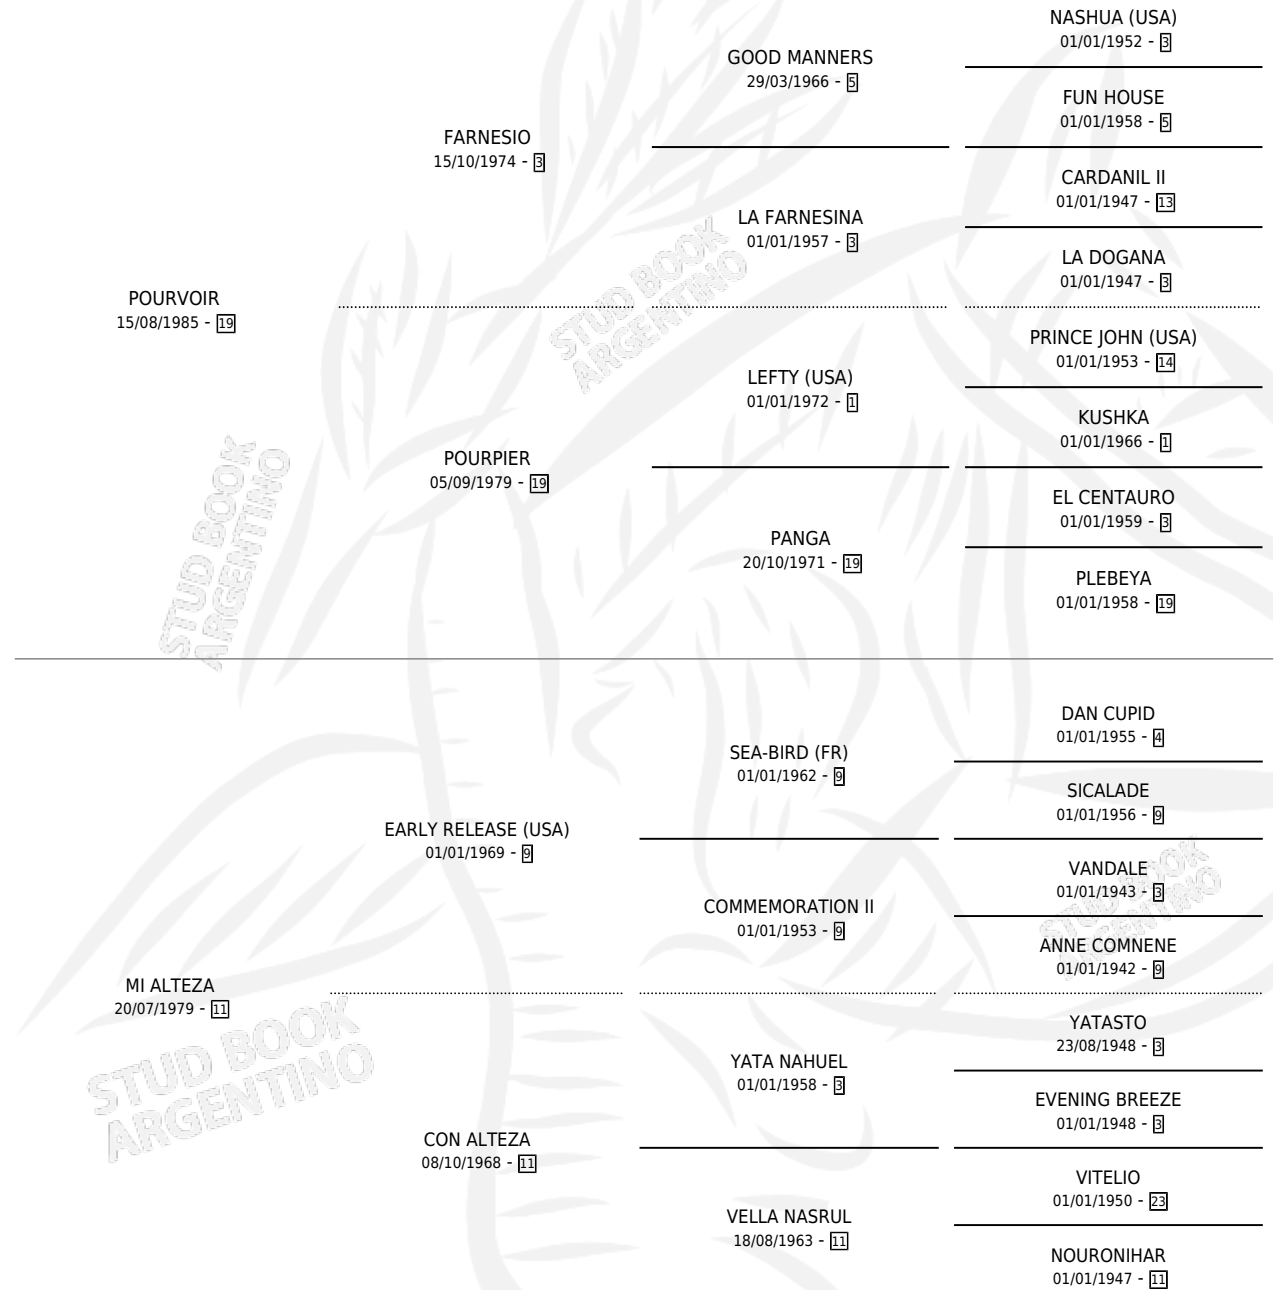 NASHUA (USA)
01/01/1952 - 3
GOOD MANNERS
29/03/1966 - 5
FUN HOUSE
01/01/1958 - 5
FARNESIO
15/10/1974 - 3
CARDANIL II
01/01/1947 - 13
LA FARNESINA
01/01/1957 - 3
LA DOGANA
01/01/1947 - 3
POURVOIR
15/08/1985 - 19
STUD BOOK
ARGENTINO
PRINCE JOHN (USA)
01/01/1953 - 14
LEFTY (USA)
01/01/1972 - 1
KUSHKA
01/01/1966 - 1
POURPIER
05/09/1979 - 19
EL CENTAURO
01/01/1959 - 3
PANGA
20/10/1971 - 19
PLEBEYA
01/01/1958 - 19
STUD BOOK
ARGENTINO
DAN CUPID
01/01/1955 - 4
SEA-BIRD (FR)
01/01/1962 - 9
SICALADE
01/01/1956 - 9
EARLY RELEASE (USA)
01/01/1969 - 9
VANDALE
01/01/1943 - 3
COMMEMORATION II
01/01/1953 - 9
STUD BOOK
ARGENTINO
ANNE COMNENE
01/01/1942 - 9
MI ALTEZA
20/07/1979 - 11
STUD BOOK
ARGENTINO
YATASTO
23/08/1948 - 3
YATA NAHUEL
01/01/1958 - 3
EVENING BREEZE
01/01/1948 - 3
CON ALTEZA
08/10/1968 - 11
VITELIO
01/01/1950 - 23
VELLA NASRUL
18/08/1963 - 11
NOURONIHAR
01/01/1947 - 11